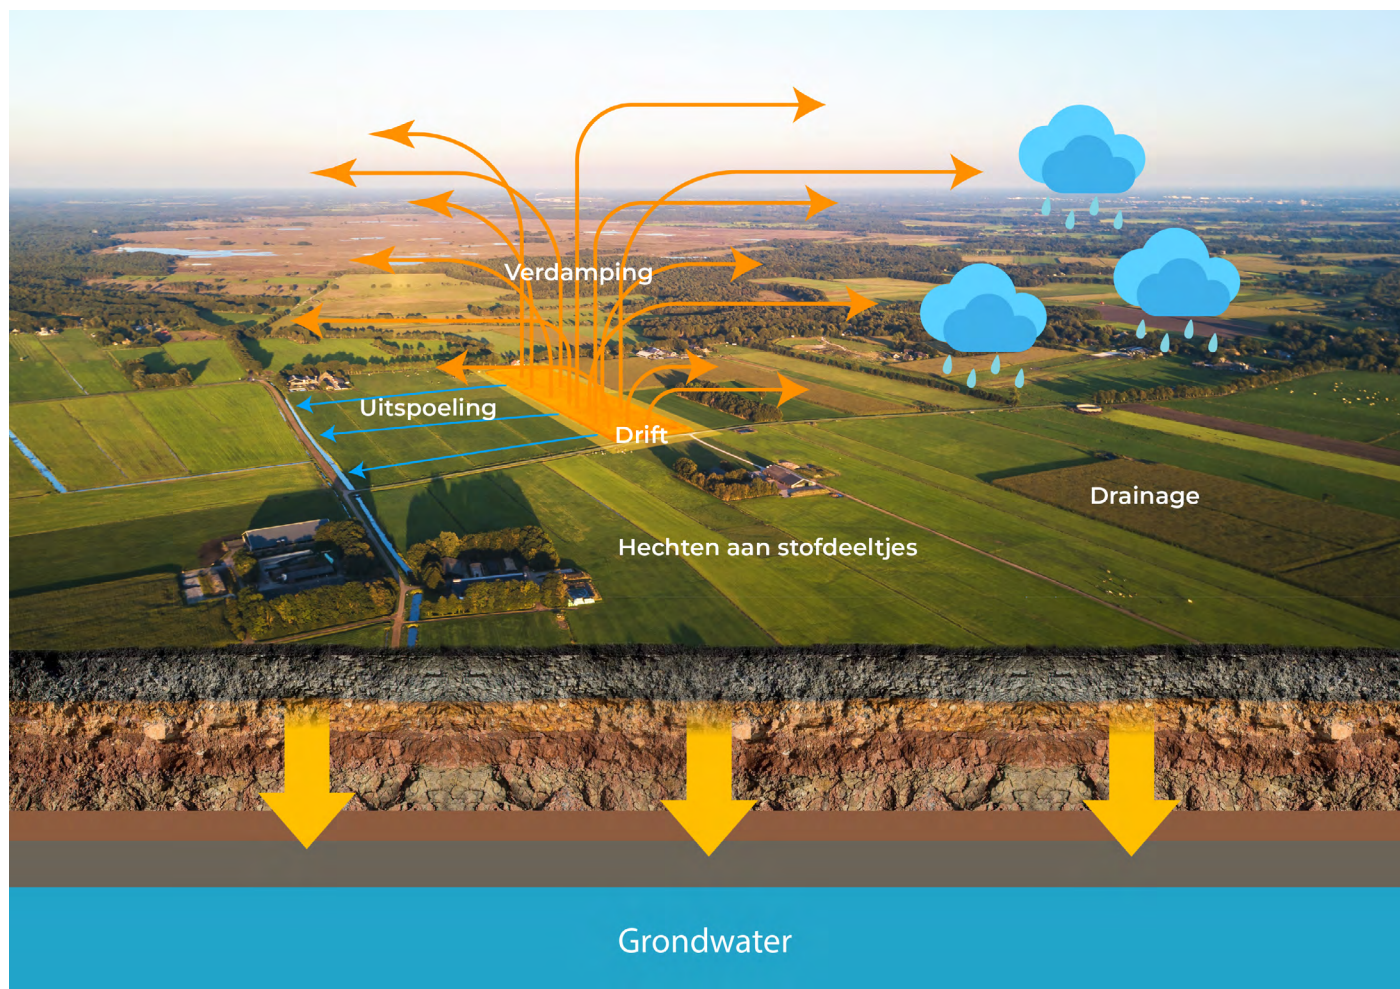 Verdamping
Uitspoeling
Drift
Drainage
Hechten aan stofdeeltjes
Grondwater